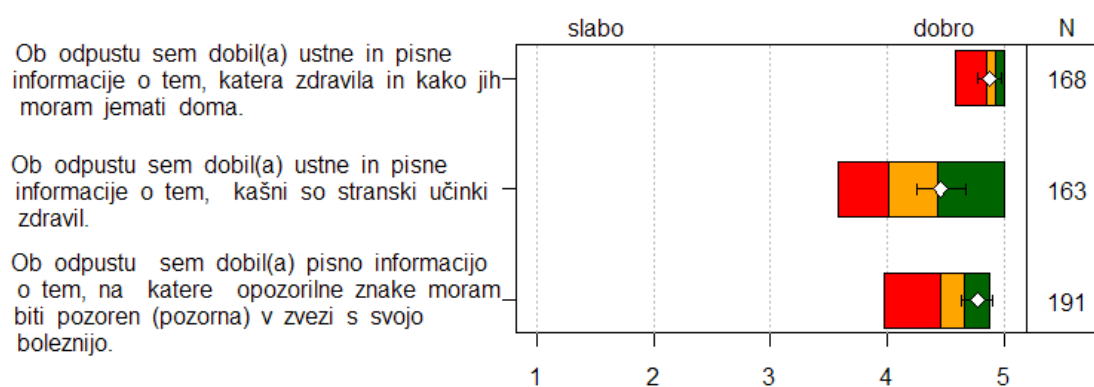 slabo dobro N
Ob odpustu sem dobil(a) ustne in pisne
informacije o tem, katera zdravila in kako jih
moram jemati doma.
168
Ob odpustu sem dobil(a) ustne in pisne
informacije o tem, kašni so stranski učinki
zdravil.
163
Ob odpustu sem dobil(a) pisno informacijo
o tem, na katere opozorilne znake moram
biti pozoren (pozorna) v zvezi s svojo
boleznijo.
191
1 2 3 4 5